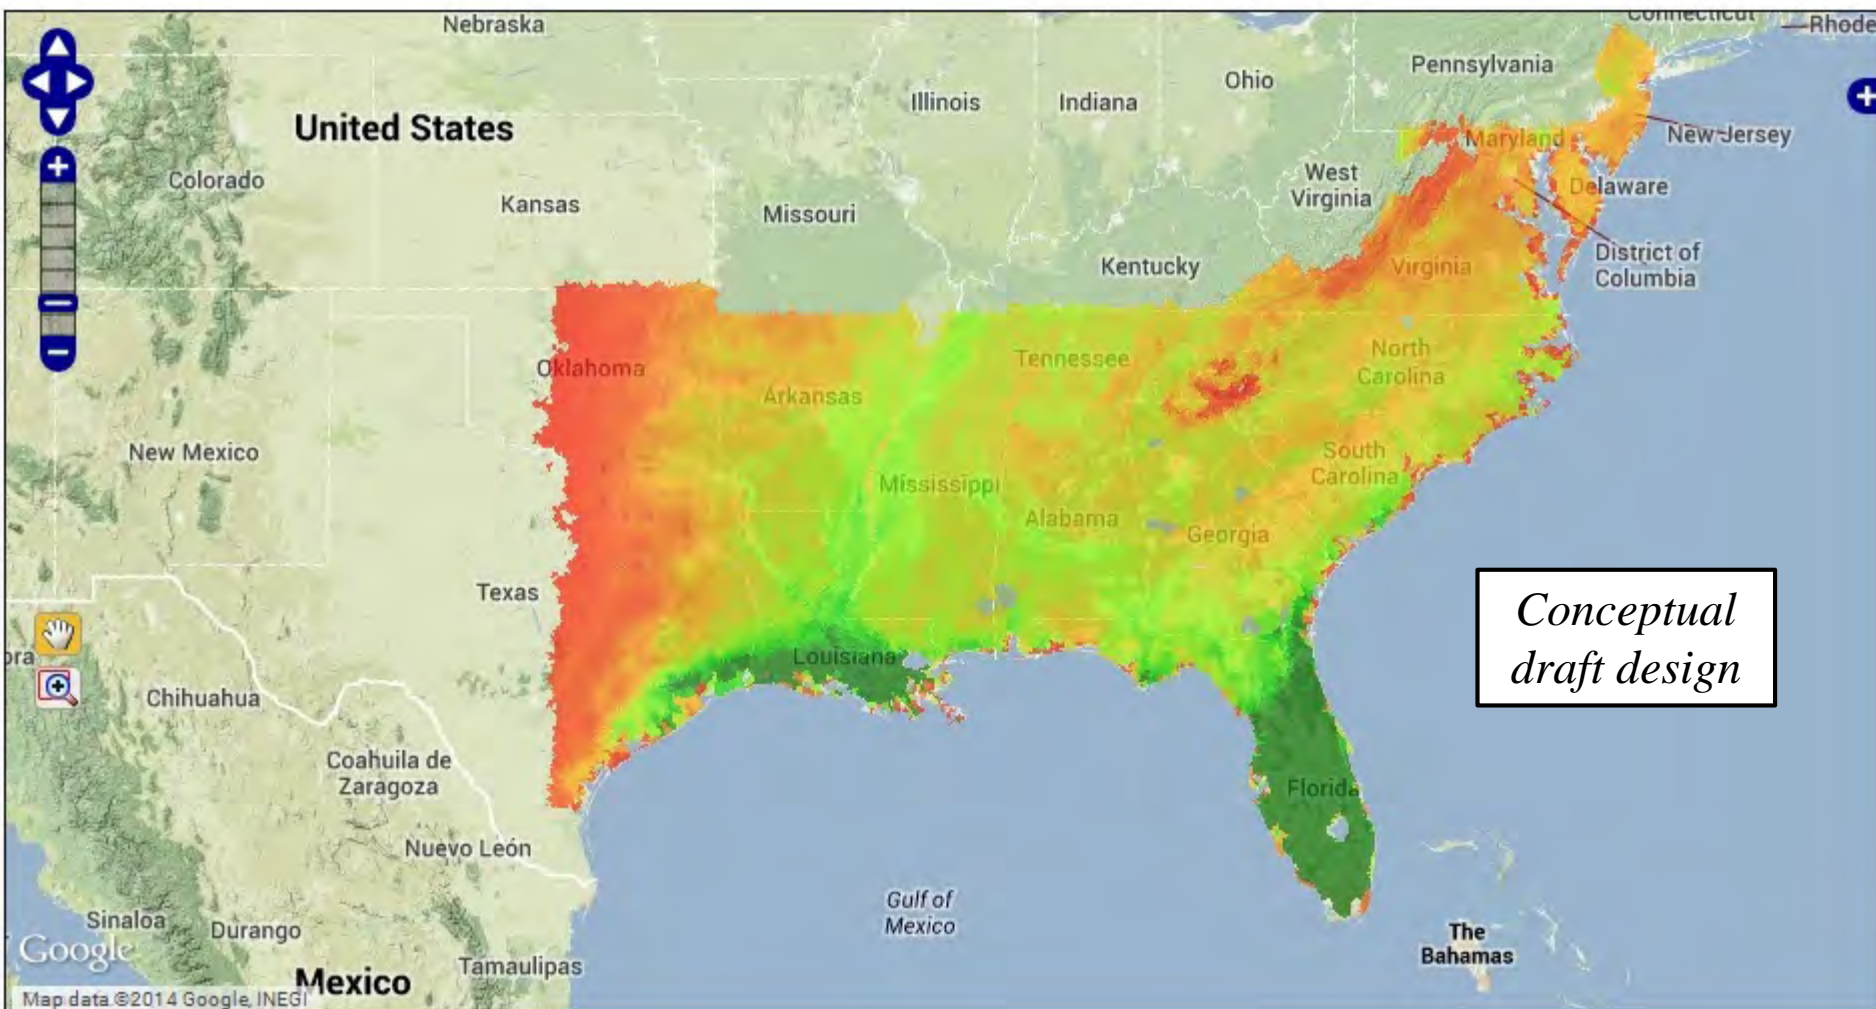 Nebraska
Connecticut
Rhode
Pennsylvania
Ohio
Illinois
Indiana
United States
New Jersey
Maryland
Colorado
West
Virginia
Delaware
Kansas
Missouri
Kentucky
Virginia
District of
Columbia
Oklahoma
Tennessee
North
Carolina
Arkansas
New Mexico
South
Carolina
Mississippi
Alabama
Georgia
Texas
Conceptual
draft design
ora
Louisiana
Chihuahua
Coahuila de
Zaragoza
Florida
Nuevo León
Gulf of
Mexico
Sinaloa
Durango
The
Bahamas
Google
Tamaulipas
Mexico
Map data ©2014 Google, INEGI